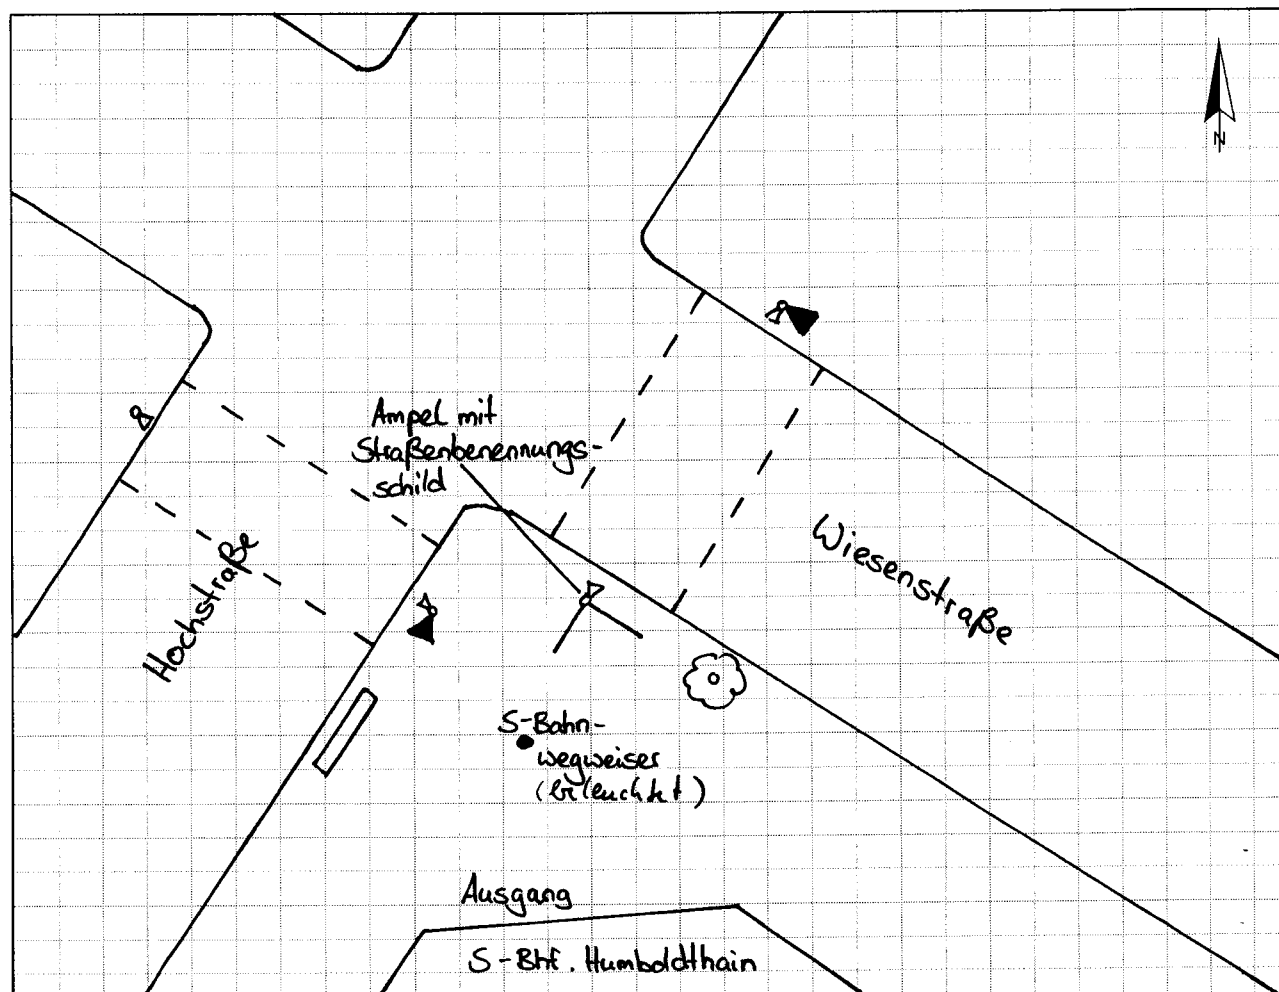 N
Ampel mit
Straßenbenennungs-
schild
Hochstraße
Wiesenstraße
S-Bahn-
wegweiser
(beleuchtet)
Ausgang
S-Bhf. Humboldthain